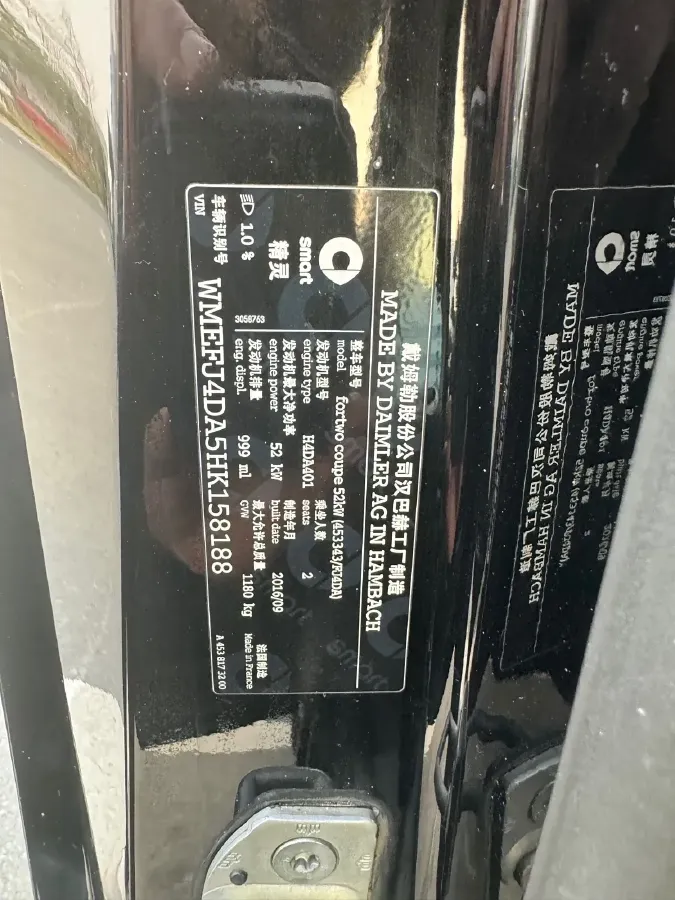 戴姆勒股份公司汉巴赫工厂制造
MADE BY DAIMLER AG IN HAMBACH
smart
精灵
整车型号
model fortwo coupe 52kW (453343/FJ4DA)
发动机型号 乘坐人数
engine type H4DA401 seats 2
发动机最大净功率 制造年月
engine power 52 kW built date 2016/09
发动机排量 最大允许总质量
eng. displ. 999 ml GVW 1180 kg
法国制造
Made in France
1.0 %
3058763
车辆识别号
VIN WMEFJ4DA5HK158188
A 453 817 32 00